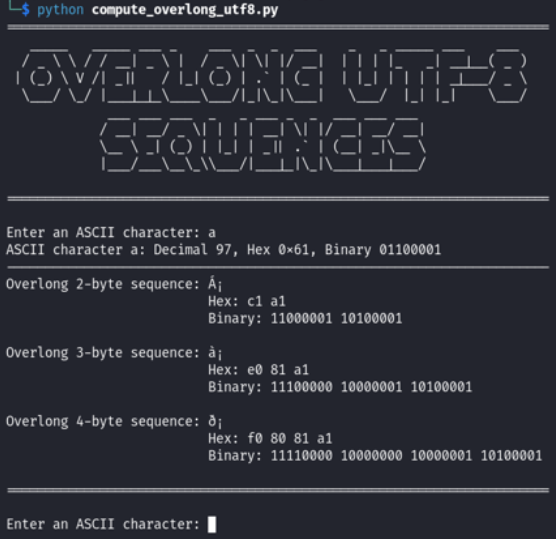 └─$ python compute_overlong_utf8.py
OVERLONG UTF-8
SEQUENCES
Enter an ASCII character: a
ASCII character a: Decimal 97, Hex 0×61, Binary 01100001
Overlong 2-byte sequence: Á¡
Hex: c1 a1
Binary: 11000001 10100001
Overlong 3-byte sequence: à¡
Hex: e0 81 a1
Binary: 11100000 10000001 10100001
Overlong 4-byte sequence: ð¡
Hex: f0 80 81 a1
Binary: 11110000 10000000 10000001 10100001
Enter an ASCII character: